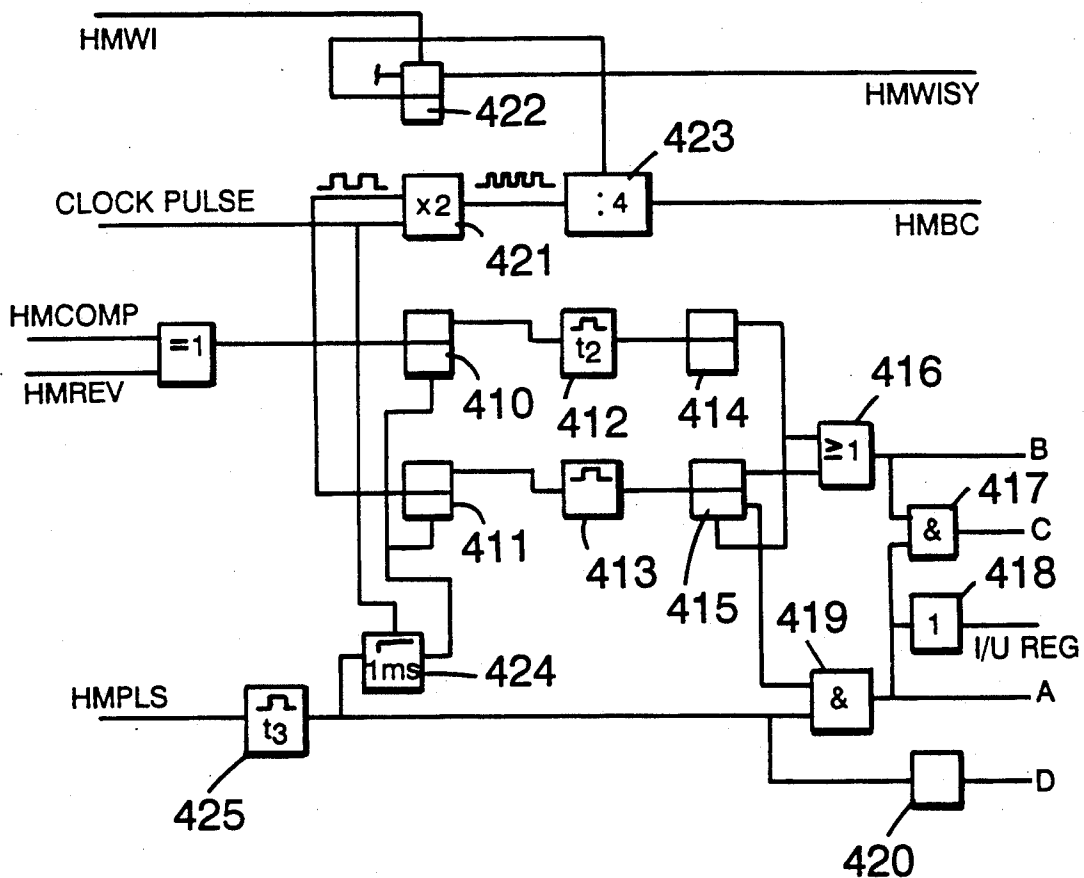 HMWI
HMWISY
422
423
CLOCK PULSE
x2
: 4
HMBC
421
HMCOMP
=1
HMREV
410
t2
412
414
416
≥1
B
417
&
C
411
413
415
418
1
I/U REG
419
1ms
424
HMPLS
t3
&
A
425
D
420